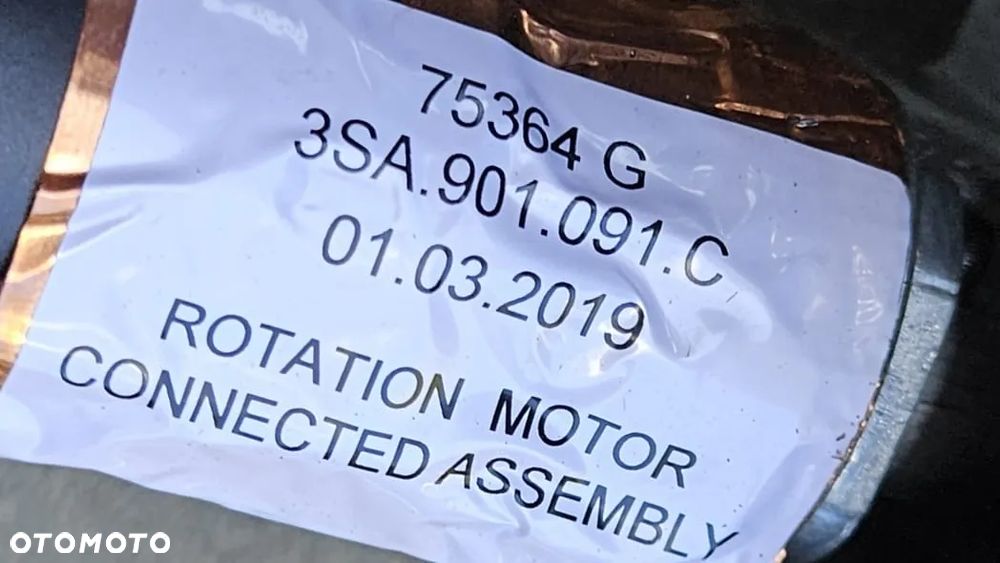 75364 G
3SA.901.091.C
01.03.2019
ROTATION MOTOR
CONNECTED ASSEMBLY
OTOMOTO